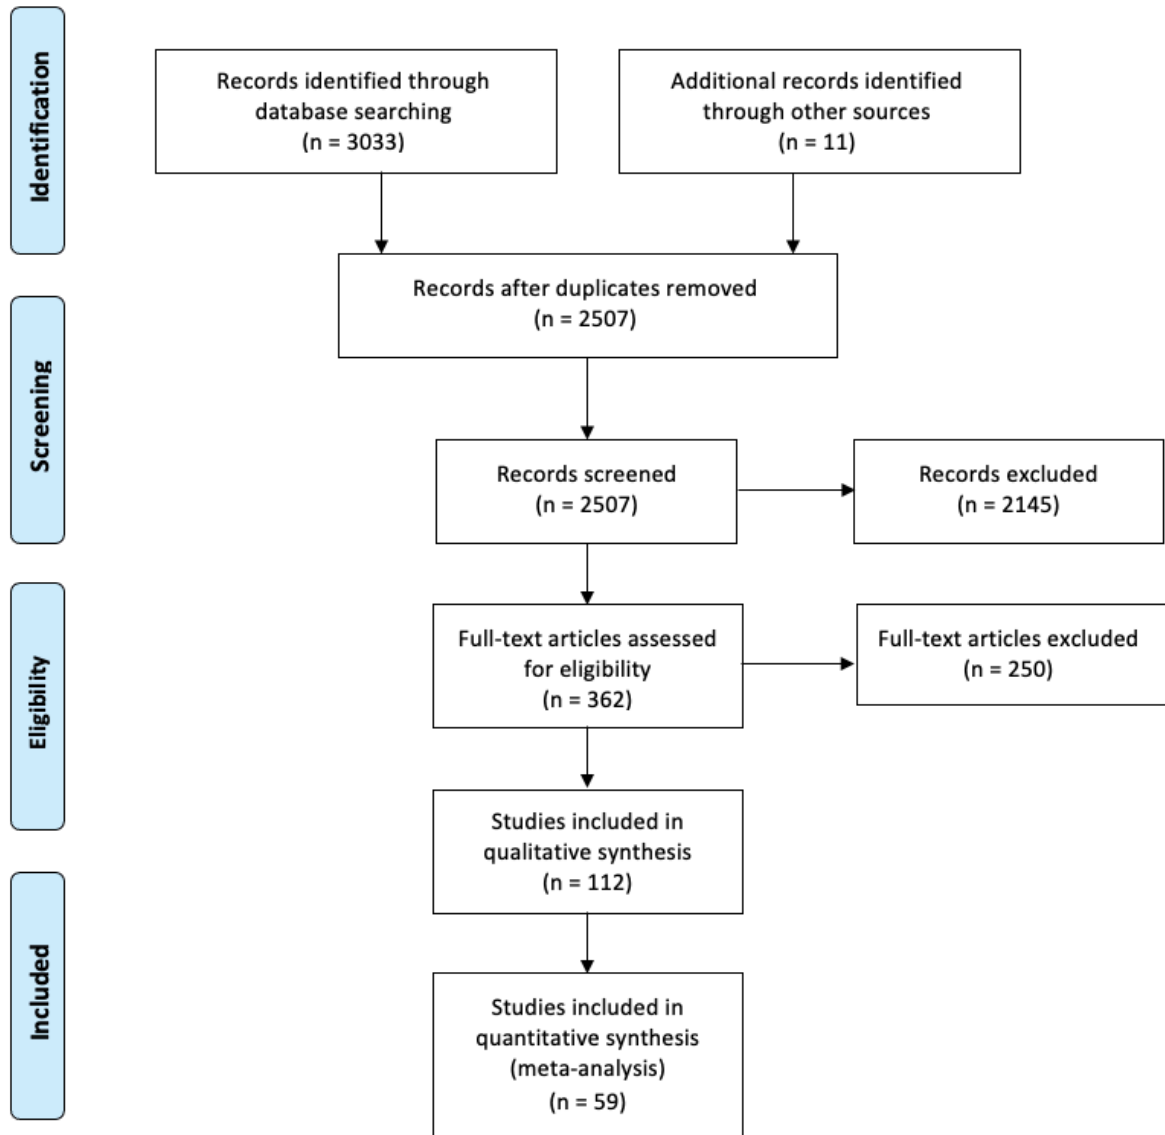 Identification
Records identified through
database searching
(n = 3033)
Additional records identified
through other sources
(n = 11)
Records after duplicates removed
(n = 2507)
Screening
Records screened
(n = 2507)
Records excluded
(n = 2145)
Eligibility
Full-text articles assessed
for eligibility
(n = 362)
Full-text articles excluded
(n = 250)
Studies included in
qualitative synthesis
(n = 112)
Included
Studies included in
quantitative synthesis
(meta-analysis)
(n = 59)